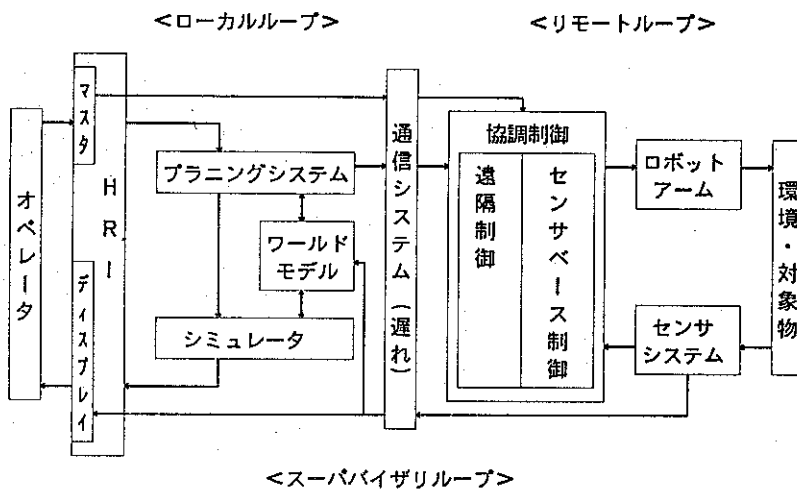 <ローカルループ>
<リモートループ>
オペレータ
マスタ
HRI
ディスプレイ
プラニングシステム
ワールド
モデル
シミュレータ
通信システム（遅れ）
協調制御
遠隔制御
センサベース制御
ロボット
アーム
センサ
システム
環境・対象物
<スーパバイザリループ>